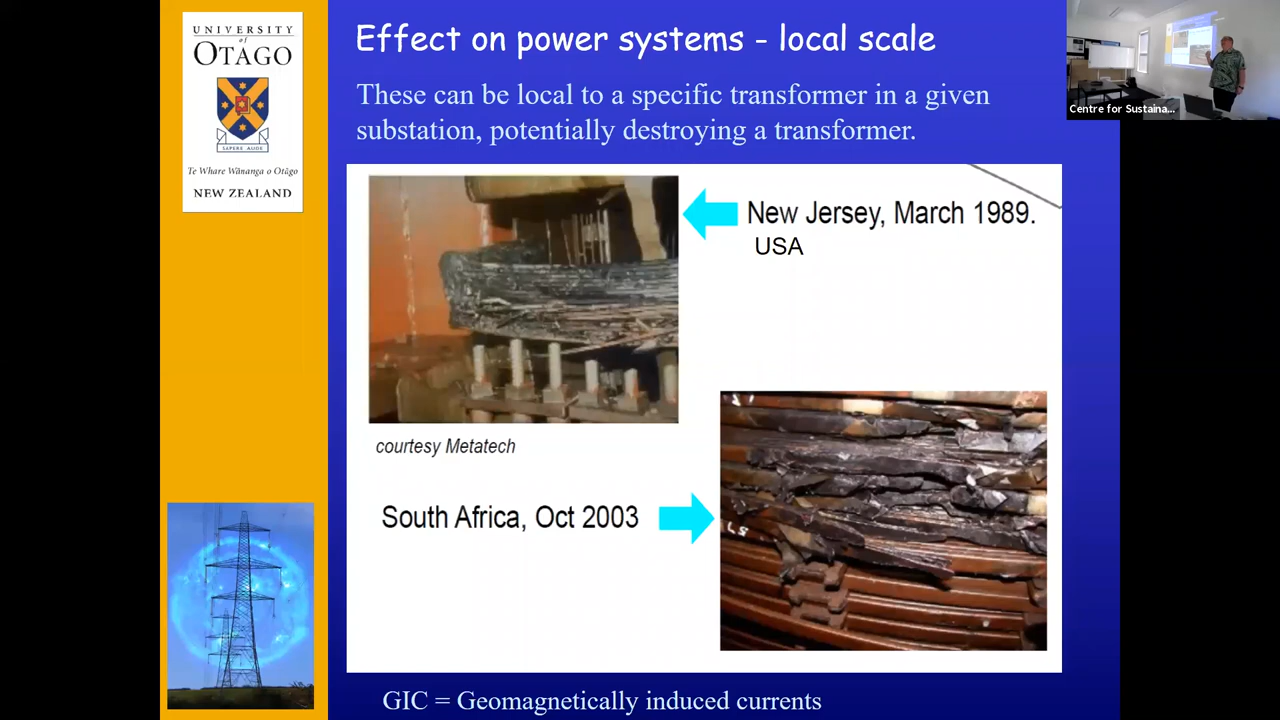 UNIVERSITY
of
OTAGO
SAPERE AUDE
Te Whare Wānanga o Otāgo
NEW ZEALAND
Effect on power systems - local scale
These can be local to a specific transformer in a given
substation, potentially destroying a transformer.
New Jersey, March 1989.
USA
courtesy Metatech
South Africa, Oct 2003
GIC = Geomagnetically induced currents
Centre for Sustaina...